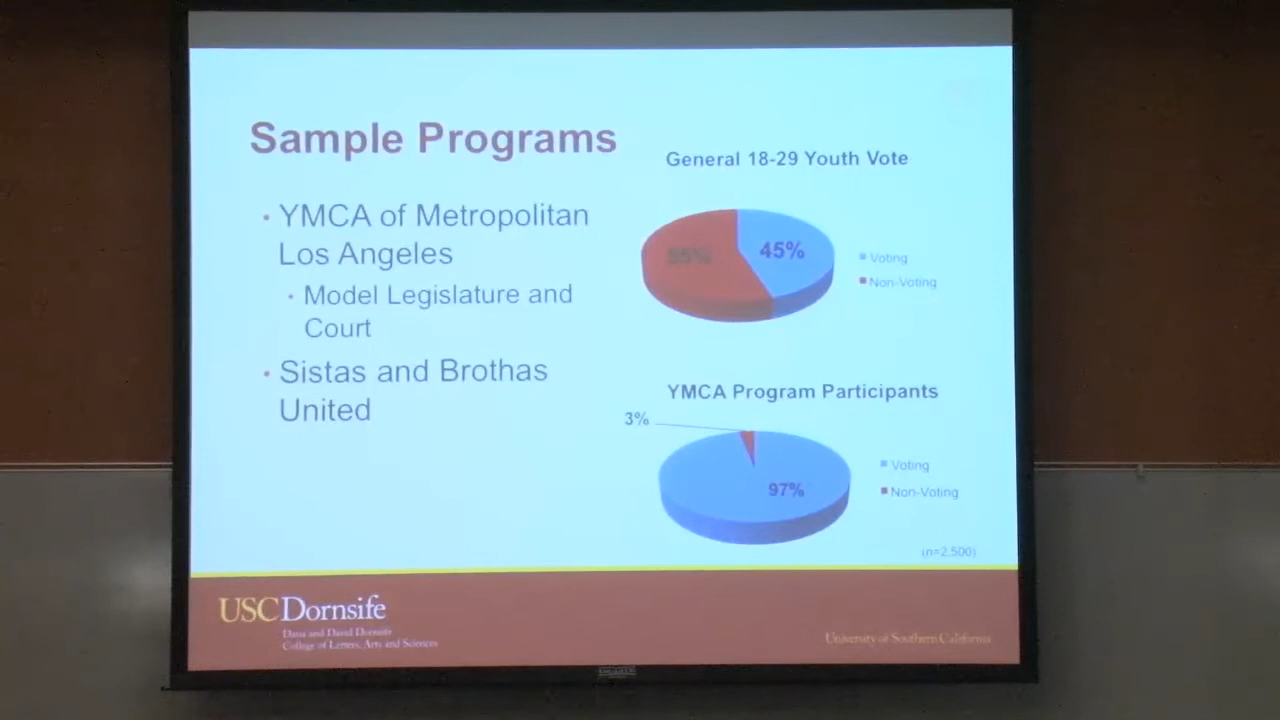 Sample Programs
• YMCA of Metropolitan
Los Angeles
• Model Legislature and
Court
• Sistas and Brothas
United
General 18-29 Youth Vote
55%
45%
Voting
Non-Voting
YMCA Program Participants
3%
97%
Voting
Non-Voting
(n=2,500)
USC Dornsife
Dana and David Dornsife
College of Letters, Arts and Sciences
University of Southern California